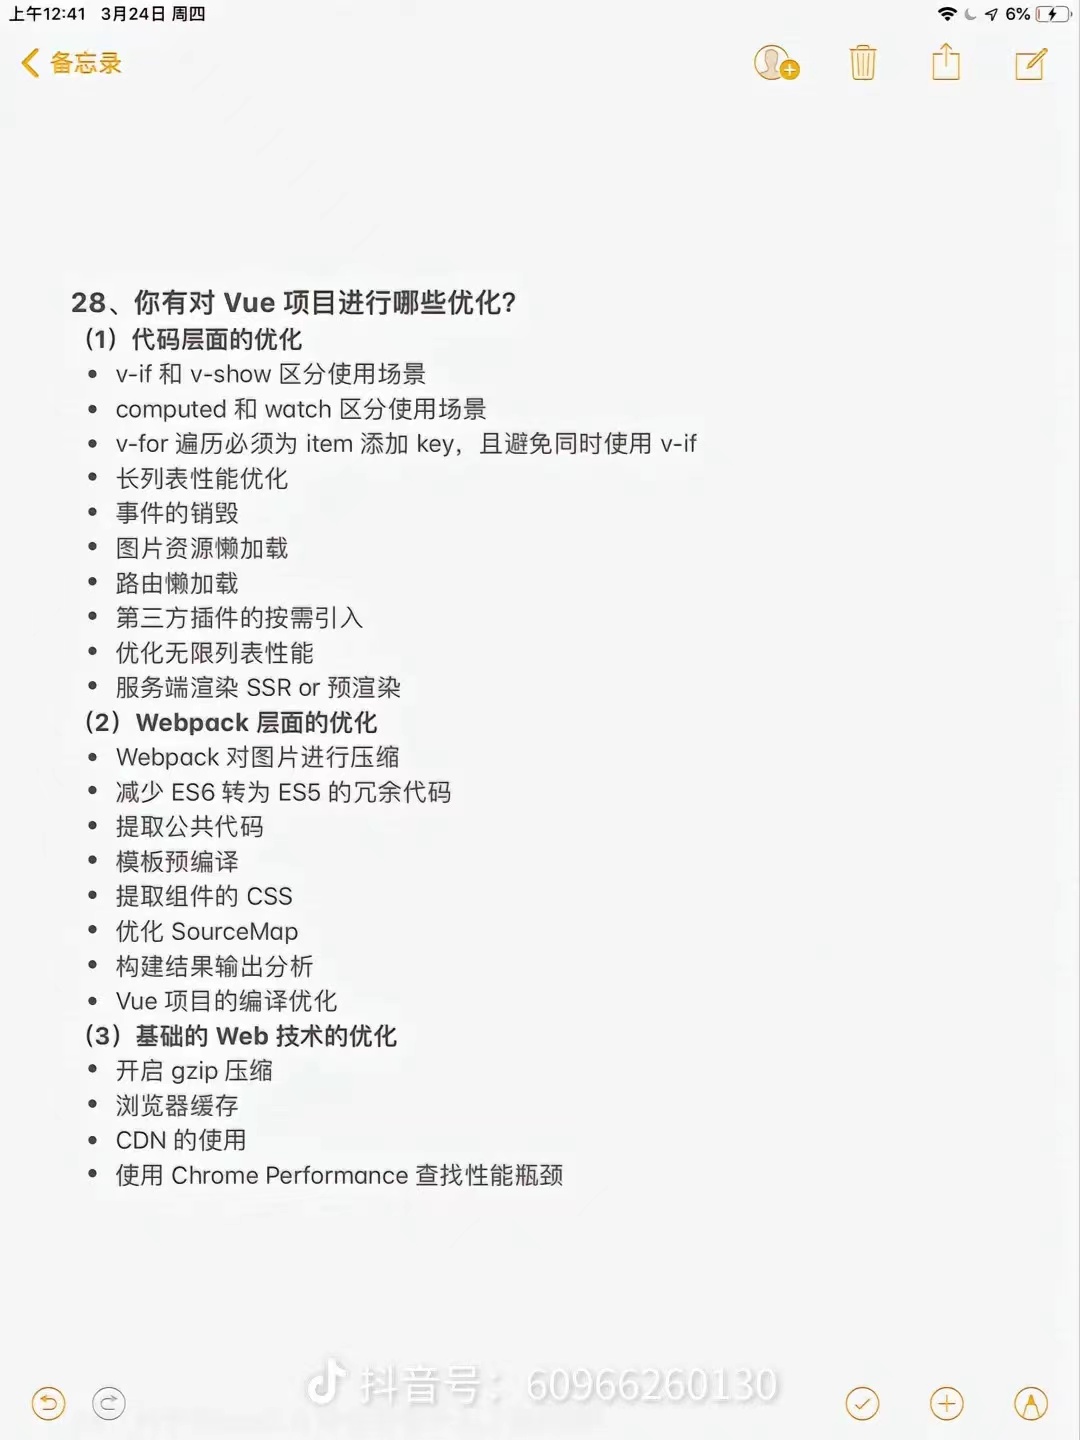 上午12:41 3月24日 周四
6%
备忘录
28、你有对 Vue 项目进行哪些优化？
（1）代码层面的优化
• v-if 和 v-show 区分使用场景
• computed 和 watch 区分使用场景
• v-for 遍历必须为 item 添加 key，且避免同时使用 v-if
• 长列表性能优化
• 事件的销毁
• 图片资源懒加载
• 路由懒加载
• 第三方插件的按需引入
• 优化无限列表性能
• 服务端渲染 SSR or 预渲染
（2）Webpack 层面的优化
• Webpack 对图片进行压缩
• 减少 ES6 转为 ES5 的冗余代码
• 提取公共代码
• 模板预编译
• 提取组件的 CSS
• 优化 SourceMap
• 构建结果输出分析
• Vue 项目的编译优化
（3）基础的 Web 技术的优化
• 开启 gzip 压缩
• 浏览器缓存
• CDN 的使用
• 使用 Chrome Performance 查找性能瓶颈
抖音号：60966260130